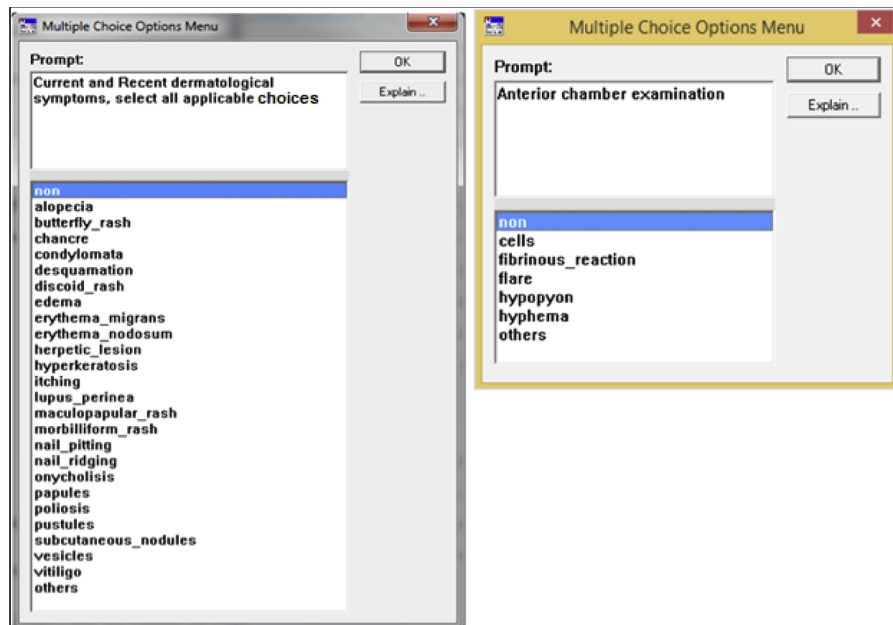 Multiple Choice Options Menu
Prompt:
OK
Current and Recent dermatological
symptoms, select all applicable choices
Explain ..
non
alopecia
butterfly_rash
chancre
condylomata
desquamation
discoid_rash
edema
erythema_migrans
erythema_nodosum
herpetic_lesion
hyperkeratosis
itching
lupus_perinea
maculopapular_rash
morbilliform_rash
nail_pitting
nail_ridging
onycholisis
papules
poliosis
pustules
subcutaneous_nodules
vesicles
vitiligo
others
Multiple Choice Options Menu
Prompt:
OK
Anterior chamber examination
Explain ..
non
cells
fibrinous_reaction
flare
hypopyon
hyphema
others